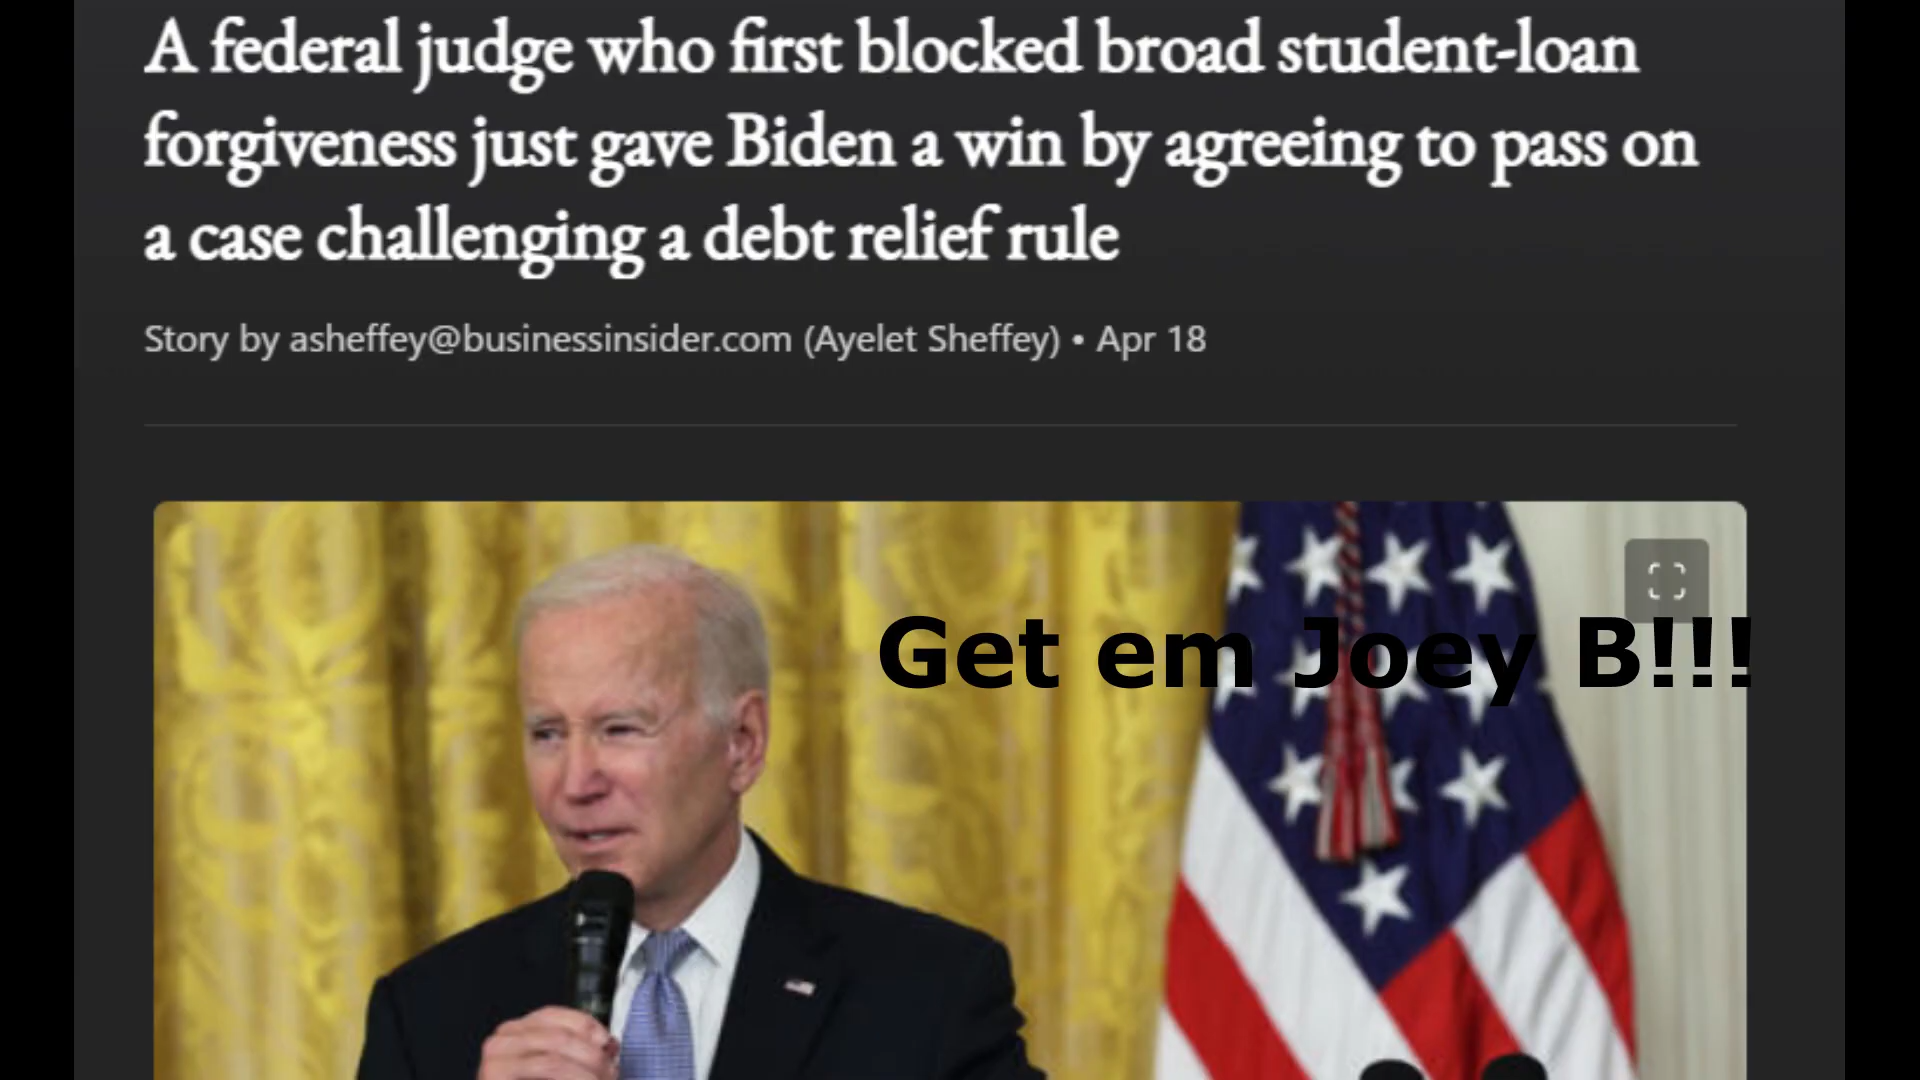 A federal judge who first blocked broad student-loan
forgiveness just gave Biden a win by agreeing to pass on
a case challenging a debt relief rule
Story by asheffey@businessinsider.com (Ayelet Sheffey) • Apr 18
Get em Joey B!!!